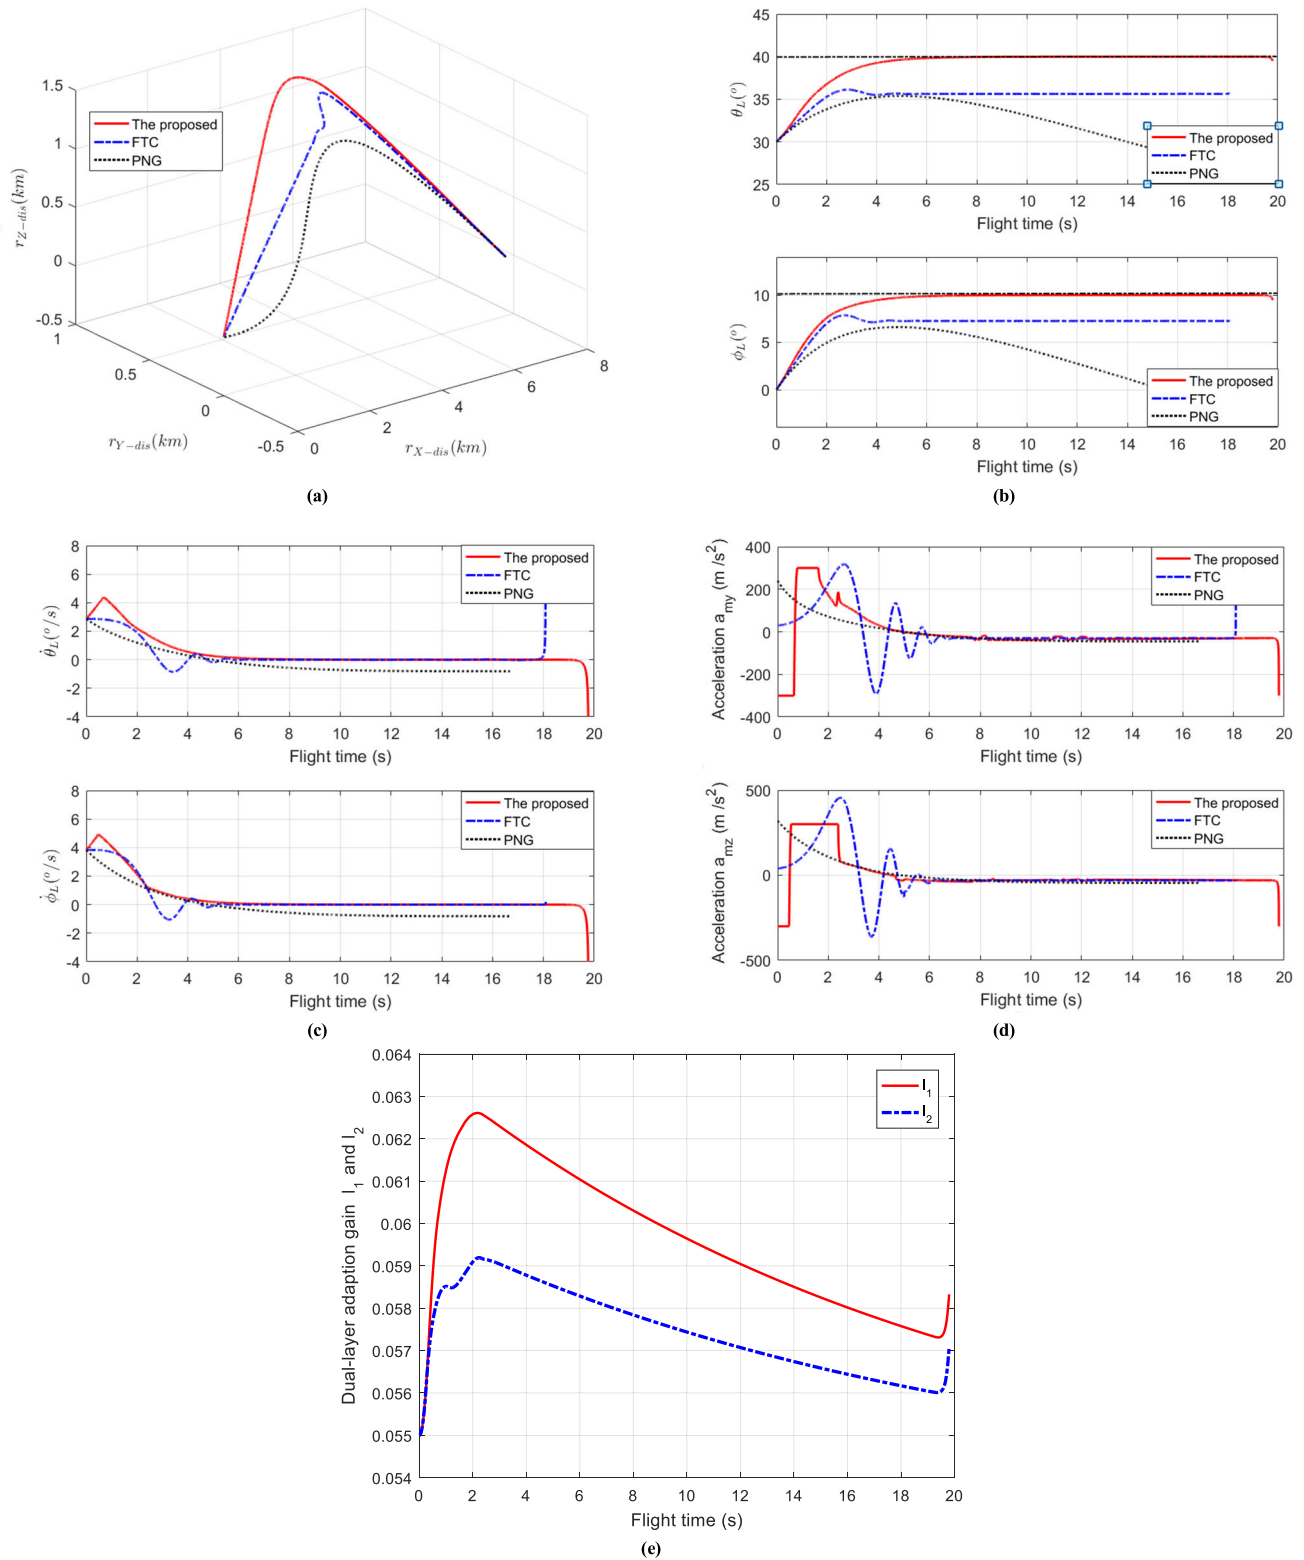 1.5
1
0.5
0
-0.5
r_{Z-dis}(km)
The proposed
FTC
PNG
1
0.5
0
-0.5
r_{Y-dis}(km)
0
2
4
6
8
r_{X-dis}(km)
(a)
45
40
35
30
25
θ_L(°)
The proposed
FTC
PNG
0 2 4 6 8 10 12 14 16 18 20
Flight time (s)
10
5
0
ϕ_L(°)
The proposed
FTC
PNG
0 2 4 6 8 10 12 14 16 18 20
Flight time (s)
(b)
8
6
4
2
0
-2
-4
θ̇_L(°/s)
The proposed
FTC
PNG
0 2 4 6 8 10 12 14 16 18 20
Flight time (s)
8
6
4
2
0
-2
-4
ϕ̇_L(°/s)
The proposed
FTC
PNG
0 2 4 6 8 10 12 14 16 18 20
Flight time (s)
(c)
400
200
0
-200
-400
Acceleration a_{my} (m /s²)
The proposed
FTC
PNG
0 2 4 6 8 10 12 14 16 18 20
Flight time (s)
500
0
-500
Acceleration a_{mz} (m /s²)
The proposed
FTC
PNG
0 2 4 6 8 10 12 14 16 18 20
Flight time (s)
(d)
0.064
0.063
0.062
0.061
0.06
0.059
0.058
0.057
0.056
0.055
0.054
Dual-layer adaption gain l_1 and l_2
l_1
l_2
0 2 4 6 8 10 12 14 16 18 20
Flight time (s)
(e)